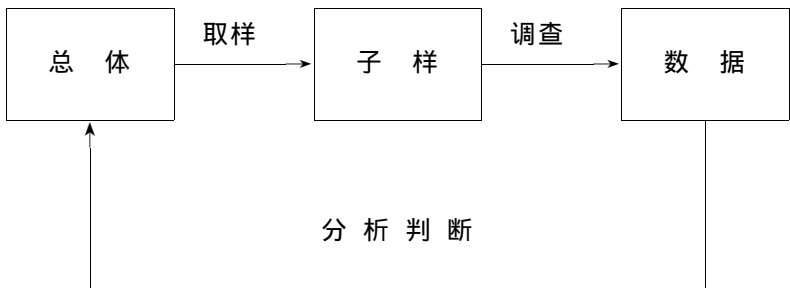 取样
调查
总 体
子 样
数 据
分 析 判 断